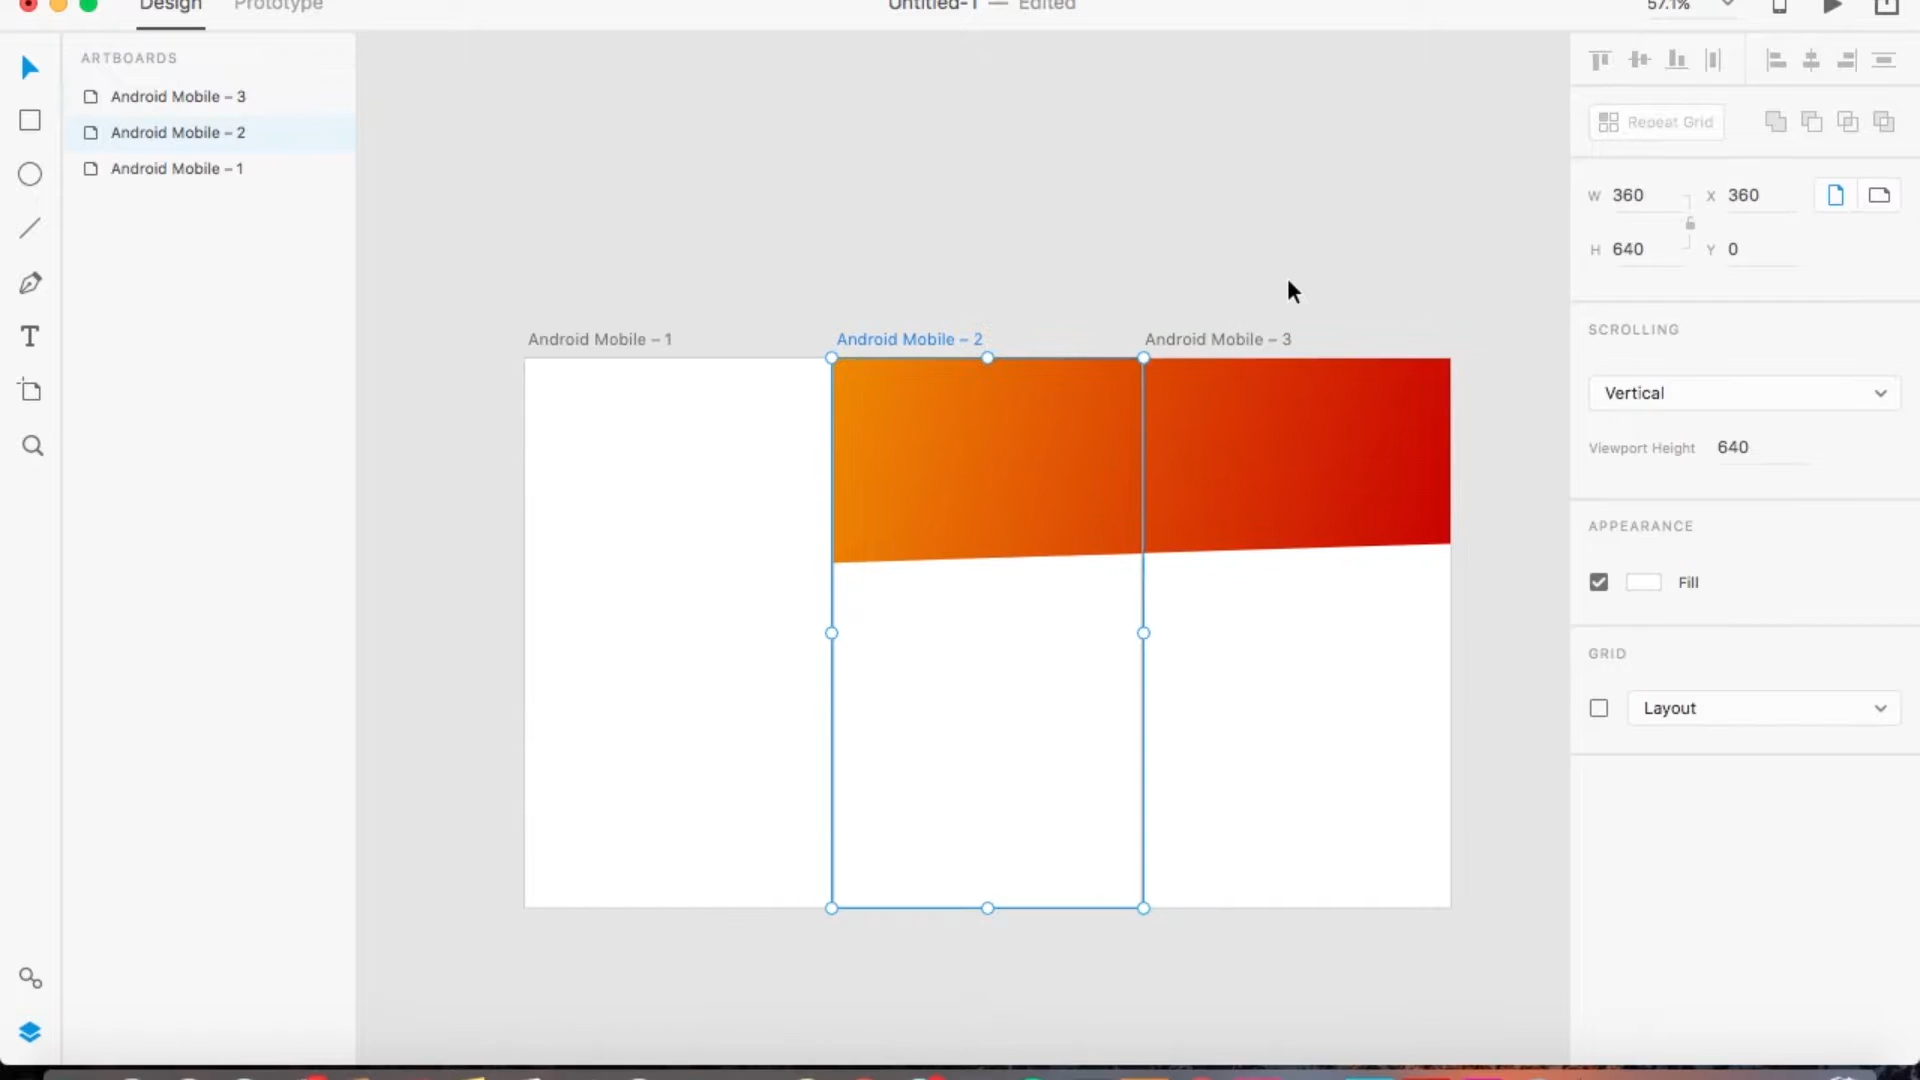 Design Prototype Untitled-1 — Edited 57.1%
ARTBOARDS
Android Mobile – 3
Android Mobile – 2
Android Mobile – 1
Android Mobile – 1 Android Mobile – 2 Android Mobile – 3
Repeat Grid
W 360 X 360
H 640 Y 0
SCROLLING
Vertical
Viewport Height 640
APPEARANCE
Fill
GRID
Layout